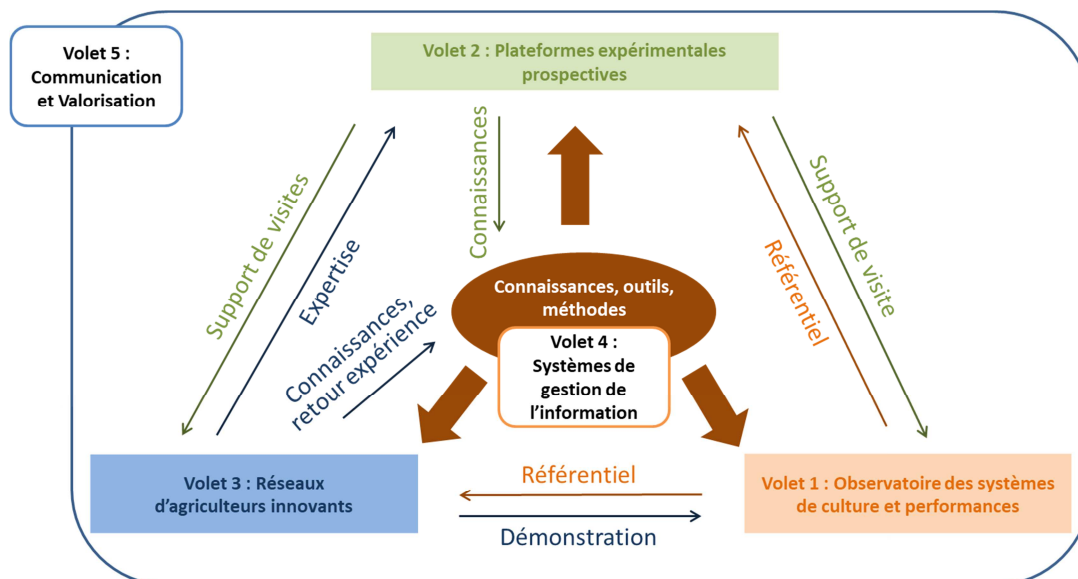 Volet 5 :
Communication
et Valorisation
Volet 2 : Plateformes expérimentales
prospectives
Connaissances
Support de visites
Expertise
Connaissances,
retour expérience
Connaissances, outils,
méthodes
Volet 4 :
Systèmes de
gestion de
l’information
Référentiel
Support de visite
Volet 3 : Réseaux
d’agriculteurs innovants
Référentiel
Démonstration
Volet 1 : Observatoire des systèmes
de culture et performances